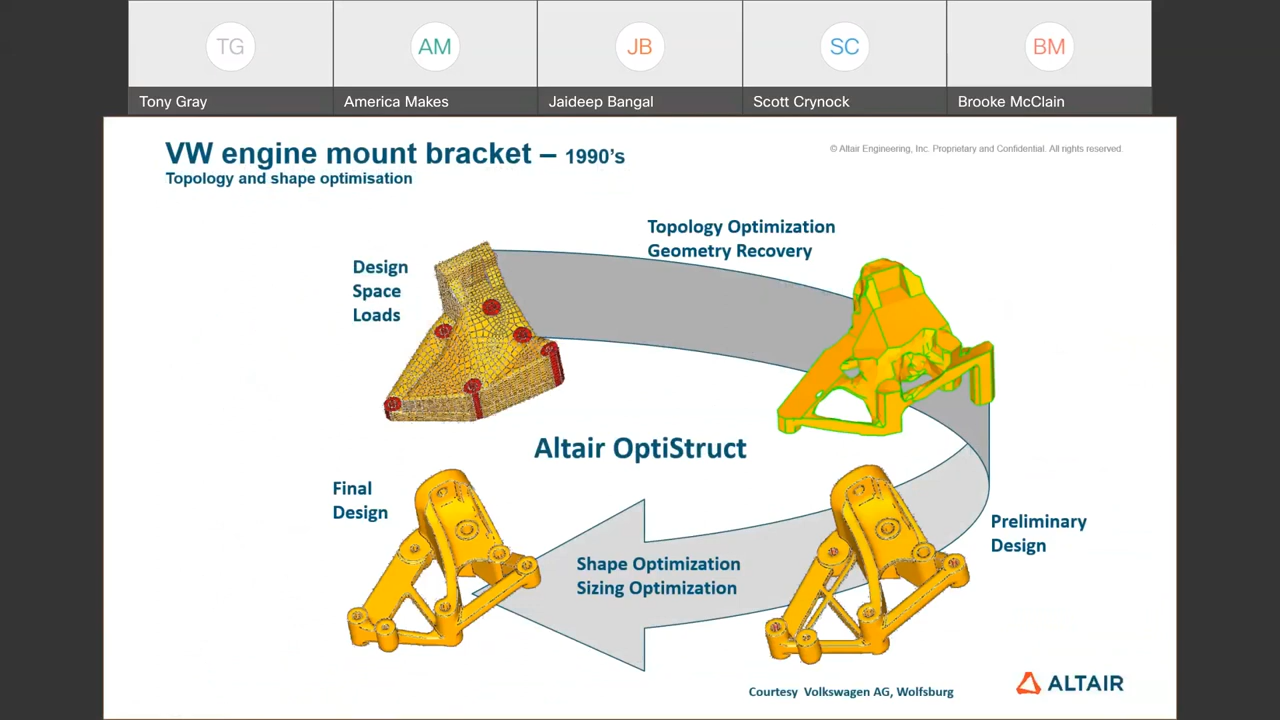 TG
AM
JB
SC
BM
Tony Gray
America Makes
Jaideep Bangal
Scott Crynock
Brooke McClain
VW engine mount bracket – 1990's
© Altair Engineering, Inc. Proprietary and Confidential. All rights reserved.
Topology and shape optimisation
Topology Optimization
Geometry Recovery
Design
Space
Loads
Altair OptiStruct
Final
Design
Preliminary
Design
Shape Optimization
Sizing Optimization
Courtesy Volkswagen AG, Wolfsburg
ALTAIR